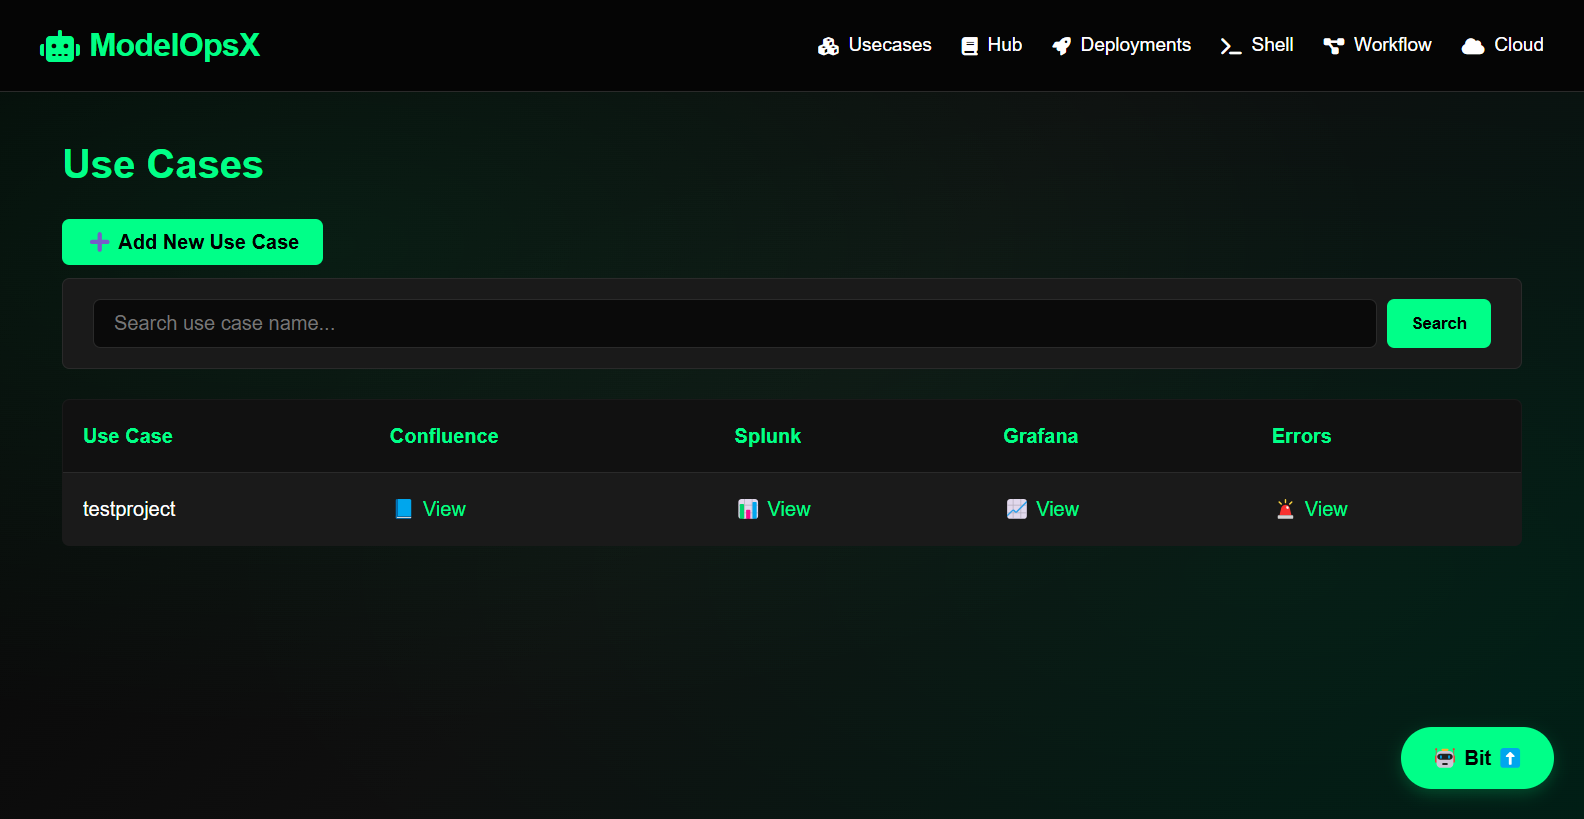 ModelOpsX
Usecases
Hub
Deployments
Shell
Workflow
Cloud
Use Cases
Add New Use Case
Search use case name...
Search
Use Case Confluence Splunk Grafana Errors
testproject View View View View
Bit